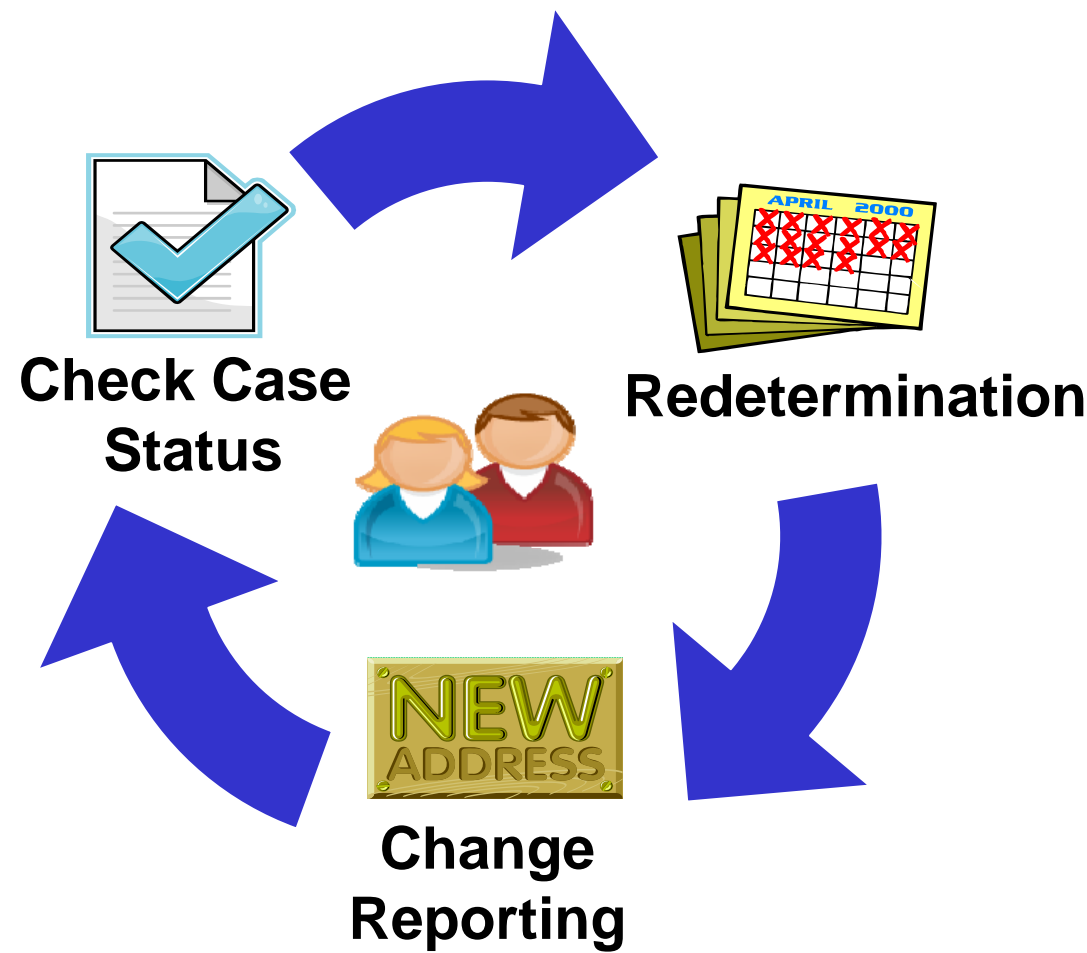 APRIL 2000
Check Case
Status
Redetermination
NEW
ADDRESS
Change
Reporting